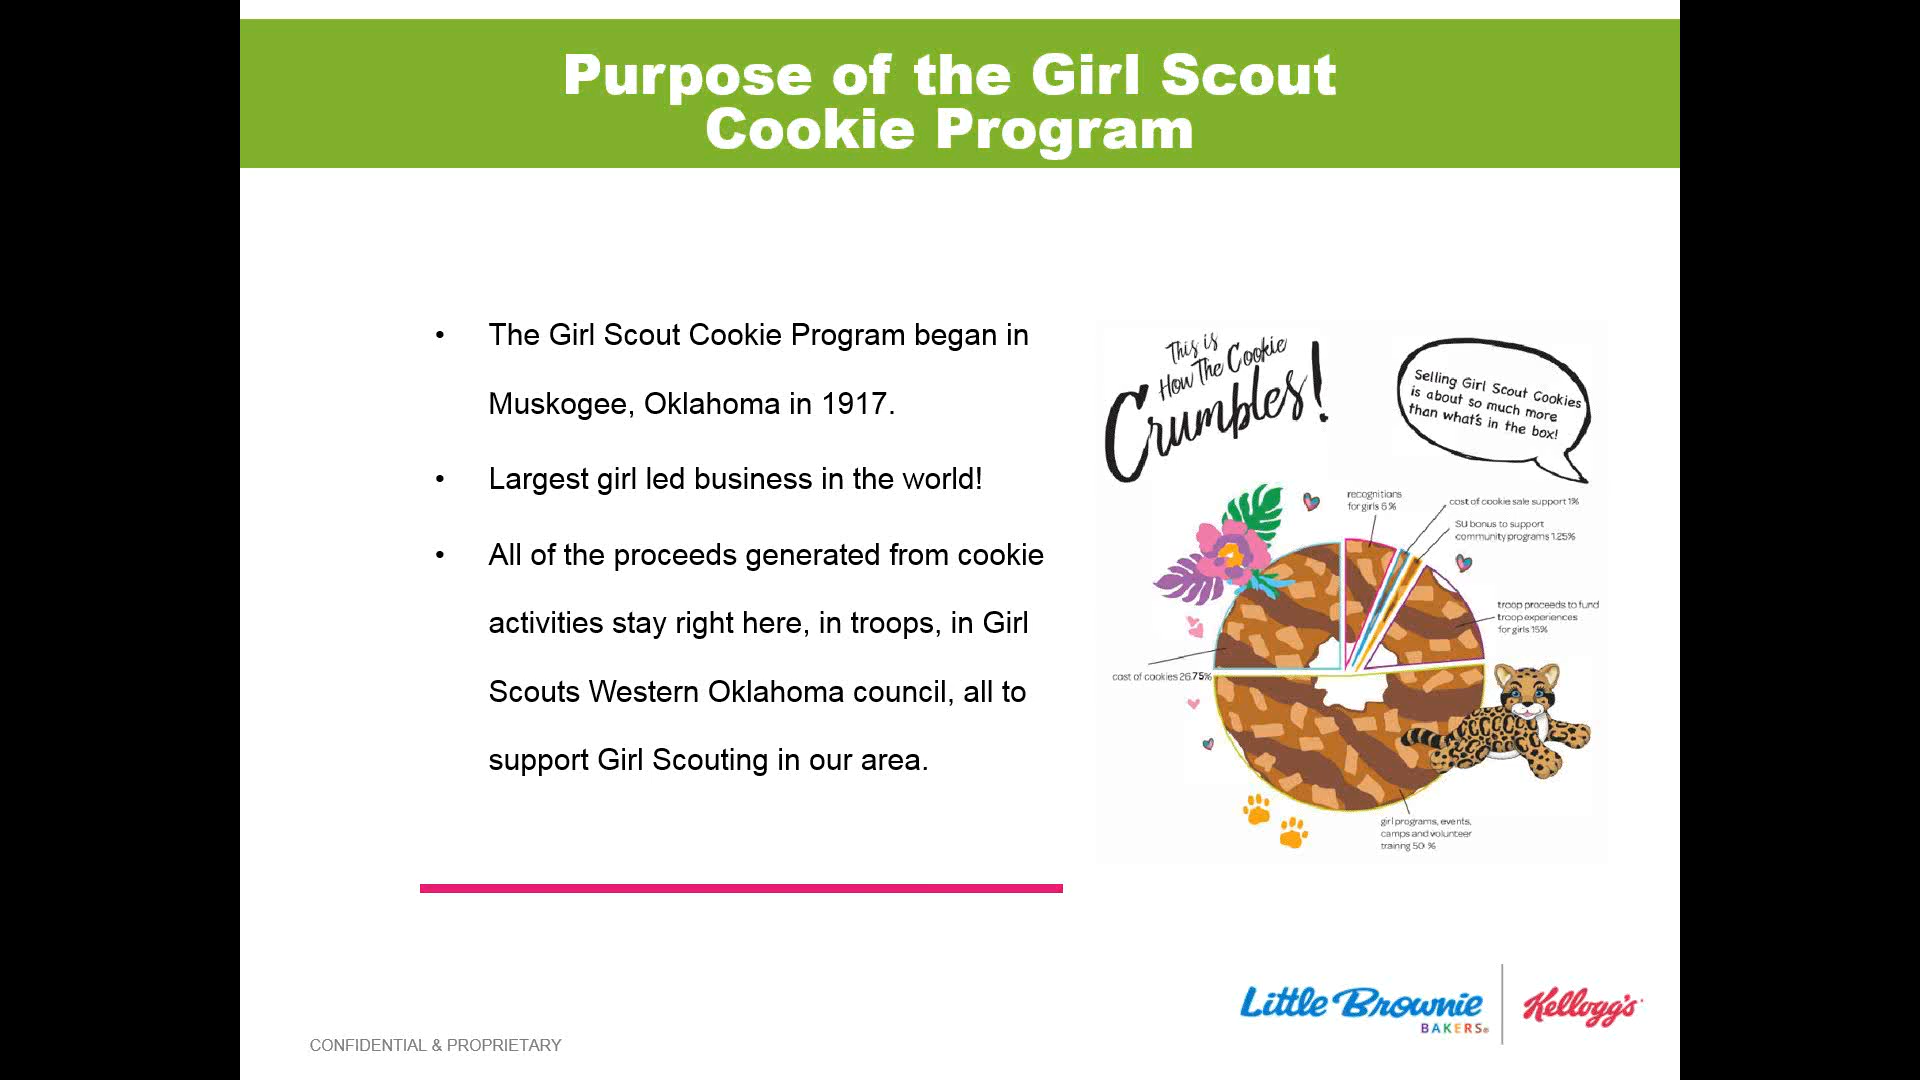 Purpose of the Girl Scout
Cookie Program
• The Girl Scout Cookie Program began in
Muskogee, Oklahoma in 1917.
• Largest girl led business in the world!
• All of the proceeds generated from cookie
activities stay right here, in troops, in Girl
Scouts Western Oklahoma council, all to
support Girl Scouting in our area.
This is
How The Cookie
Crumbles!
Selling Girl Scout Cookies
is about so much more
than what's in the box!
recognitions
for girls 6%
cost of cookie sale support 1%
SU bonus to support
community programs 1.25%
troop proceeds to fund
troop experiences
for girls 15%
cost of cookies 26.75%
girl programs, events,
camps and volunteer
training 50 %
Little Brownie
BAKERS®
Kellogg's
CONFIDENTIAL & PROPRIETARY